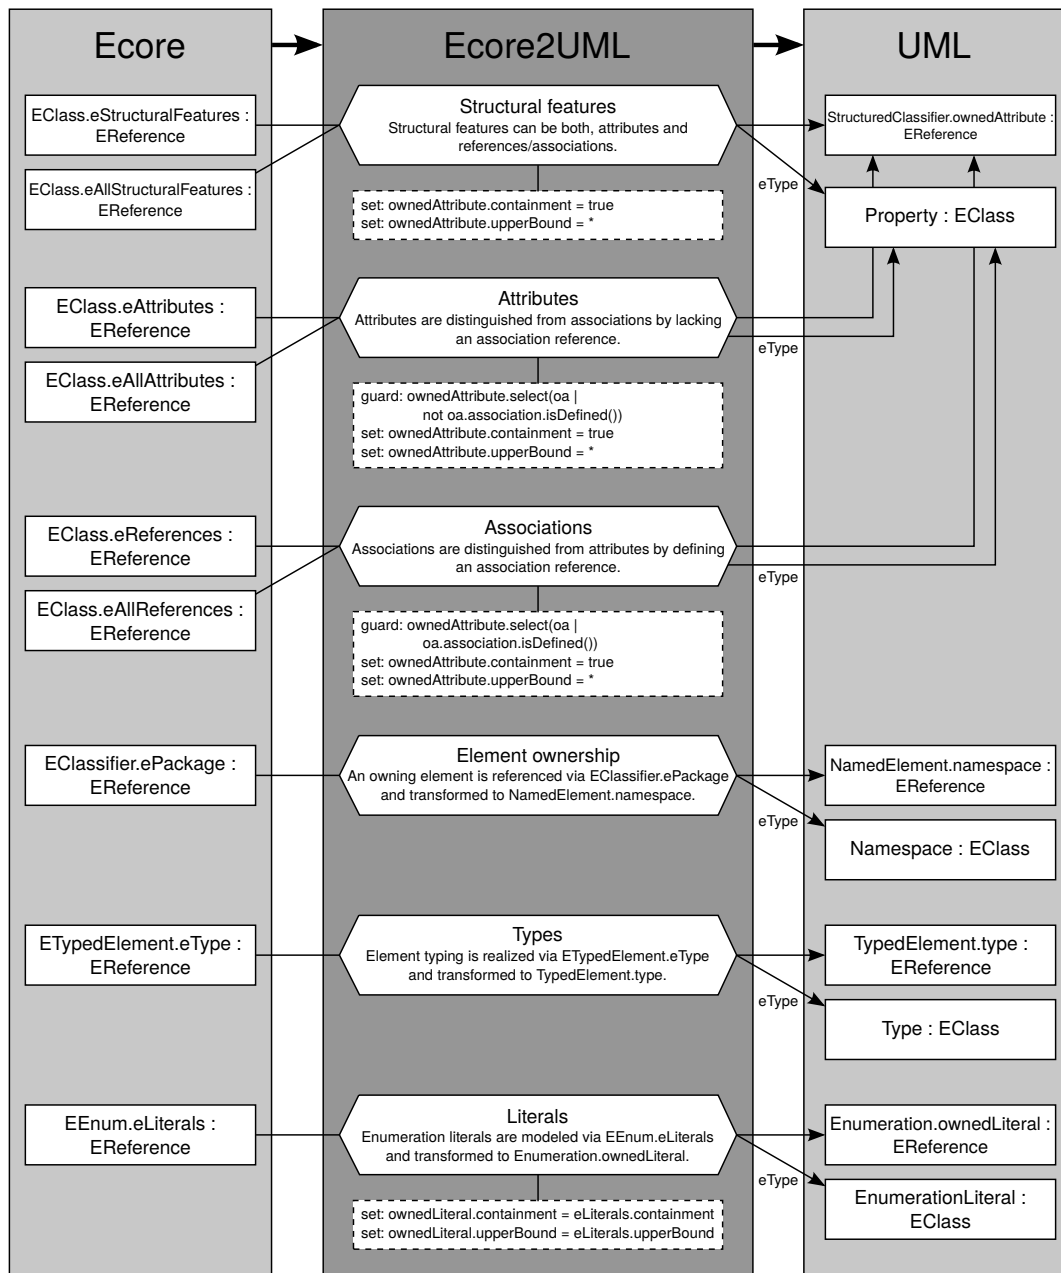 Ecore
Ecore2UML
UML
EClass.eStructuralFeatures :
EReference
EClass.eAllStructuralFeatures :
EReference
Structural features
Structural features can be both, attributes and
references/associations.
set: ownedAttribute.containment = true
set: ownedAttribute.upperBound = *
eType
StructuredClassifier.ownedAttribute :
EReference
Property : EClass
EClass.eAttributes :
EReference
EClass.eAllAttributes :
EReference
Attributes
Attributes are distingushed from associations by lacking
an association reference.
guard: ownedAttribute.select(oa |
not oa.association.isDefined())
set: ownedAttribute.containment = true
set: ownedAttribute.upperBound = *
eType
EClass.eReferences :
EReference
EClass.eAllReferences :
EReference
Associations
Associations are distingushed from attributes by defining
an association reference.
guard: ownedAttribute.select(oa |
oa.association.isDefined())
set: ownedAttribute.containment = true
set: ownedAttribute.upperBound = *
eType
EClassifier.ePackage :
EReference
Element ownership
An owning element is referenced via EClassifier.ePackage
and transformed to NamedElement.namespace.
eType
NamedElement.namespace :
EReference
Namespace : EClass
ETypedElement.eType :
EReference
Types
Element typing is realized via ETypedElement.eType
and transformed to TypedElement.type.
eType
TypedElement.type :
EReference
Type : EClass
EEnum.eLiterals :
EReference
Literals
Enumeration literals are modeled via EEnum.eLiterals
and transformed to Enumeration.ownedLiteral.
set: ownedLiteral.containment = eLiterals.containment
set: ownedLiteral.upperBound = eLiterals.upperBound
eType
Enumeration.ownedLiteral :
EReference
EnumerationLiteral :
EClass